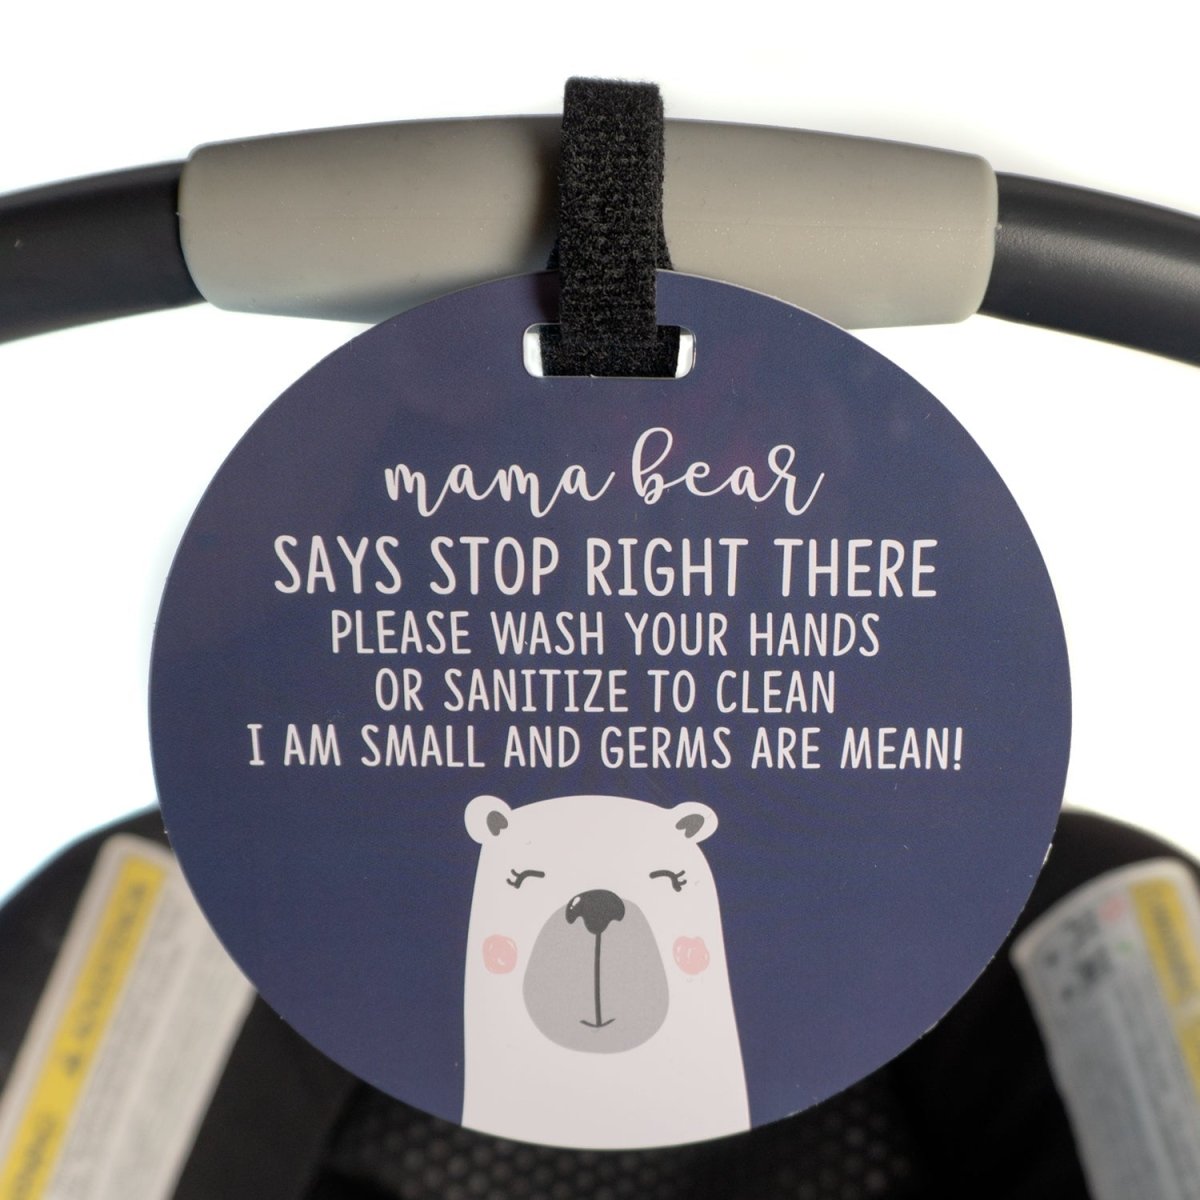 mama bear
SAYS STOP RIGHT THERE
PLEASE WASH YOUR HANDS
OR SANITIZE TO CLEAN
I AM SMALL AND GERMS ARE MEAN!